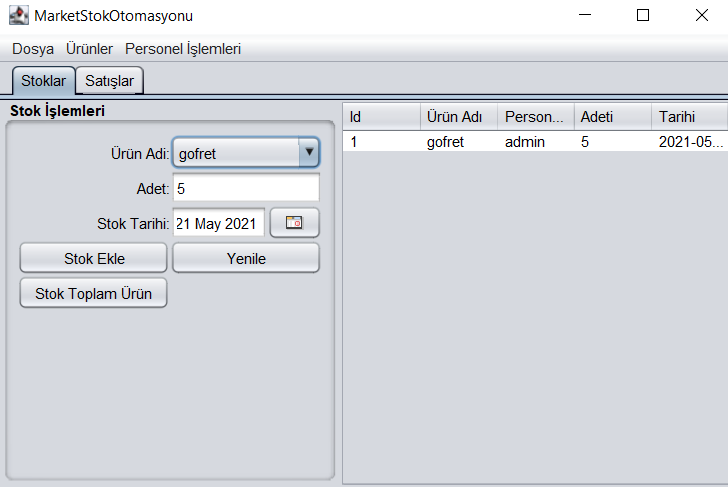 MarketStokOtomasyonu
Dosya Ürünler Personel İşlemleri
Stoklar Satışlar
Stok İşlemleri
Ürün Adi: gofret
Adet: 5
Stok Tarihi: 21 May 2021
Stok Ekle Yenile
Stok Toplam Ürün
Id Ürün Adı Person... Adeti Tarihi
1 gofret admin 5 2021-05...